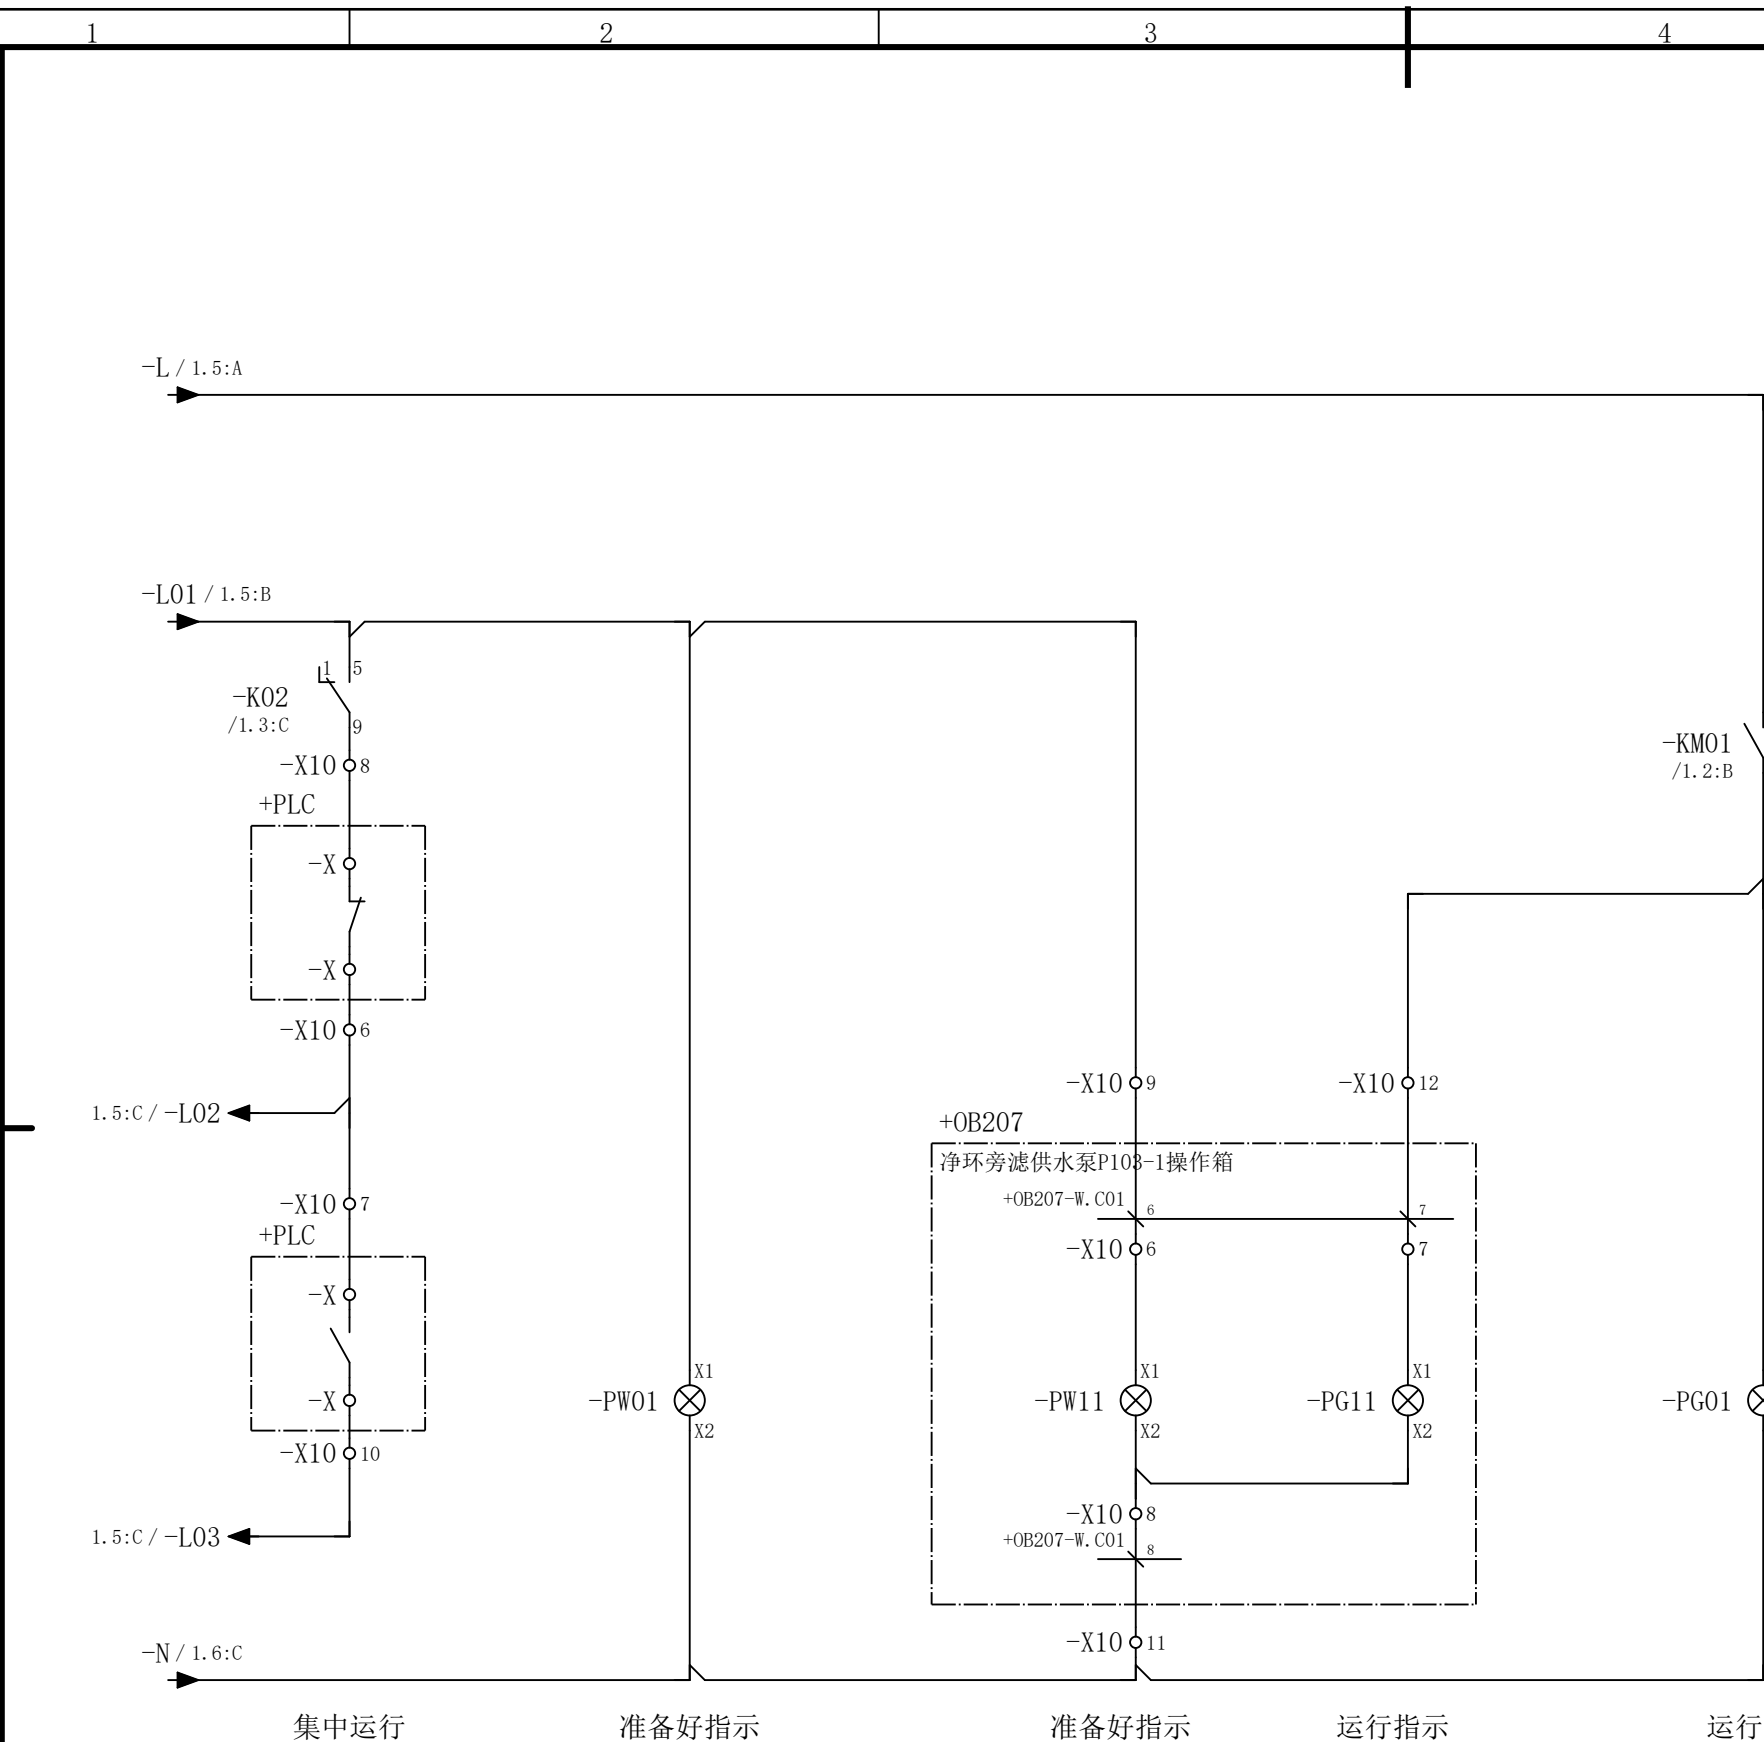 1 2 3 4
-L / 1.5:A
-L01 / 1.5:B
1 5
-K02
/1.3:C
9
-KM01
/1.2:B
-X10 8
+PLC
-X
-X
-X10 6
-X10 9
-X10 12
1.5:C / -L02
+OB207
净环旁滤供水泵P103-1操作箱
+OB207-W.C01 6 7
-X10 7
+PLC
-X10 6
7
-X
X1 X1 X1
-X
-PW01
-PW11
-PG11
-PG01
X2 X2 X2
-X10 10
-X10 8
1.5:C / -L03
+OB207-W.C01 8
-X10 11
-N / 1.6:C
集中运行 准备好指示 准备好指示 运行指示 运行